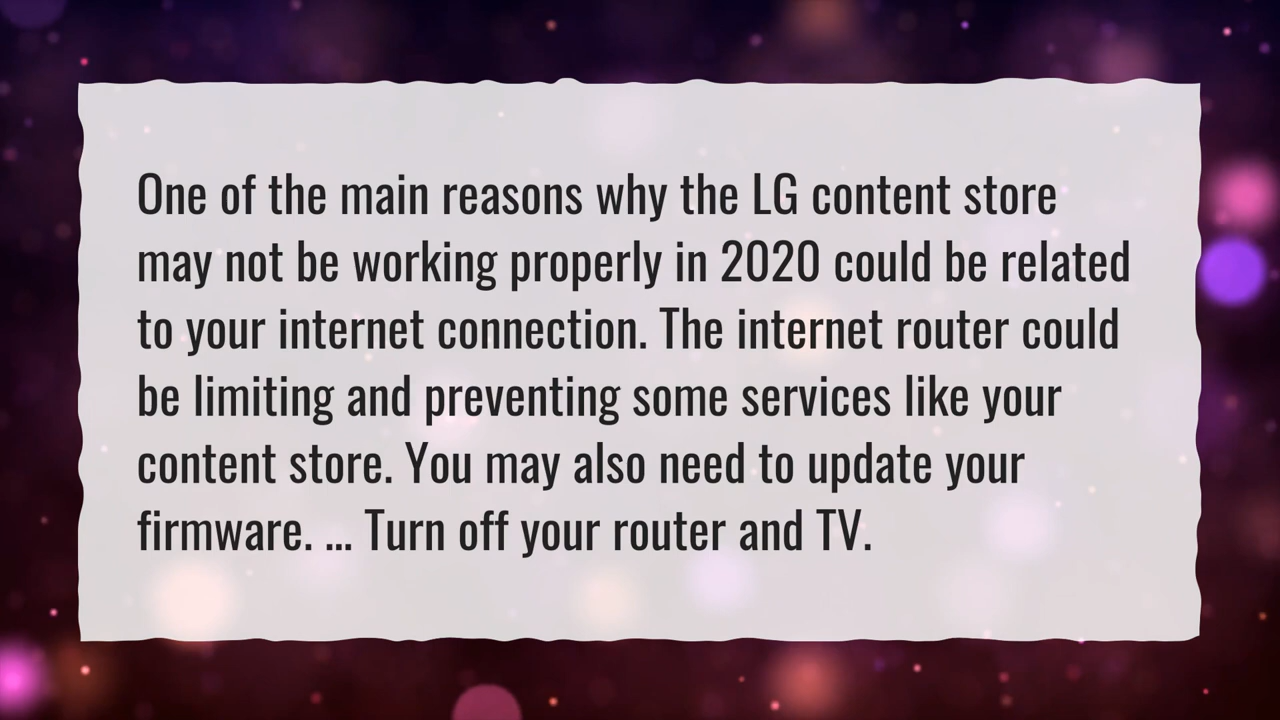 One of the main reasons why the LG content store
may not be working properly in 2020 could be related
to your internet connection. The internet router could
be limiting and preventing some services like your
content store. You may also need to update your
firmware. ... Turn off your router and TV.